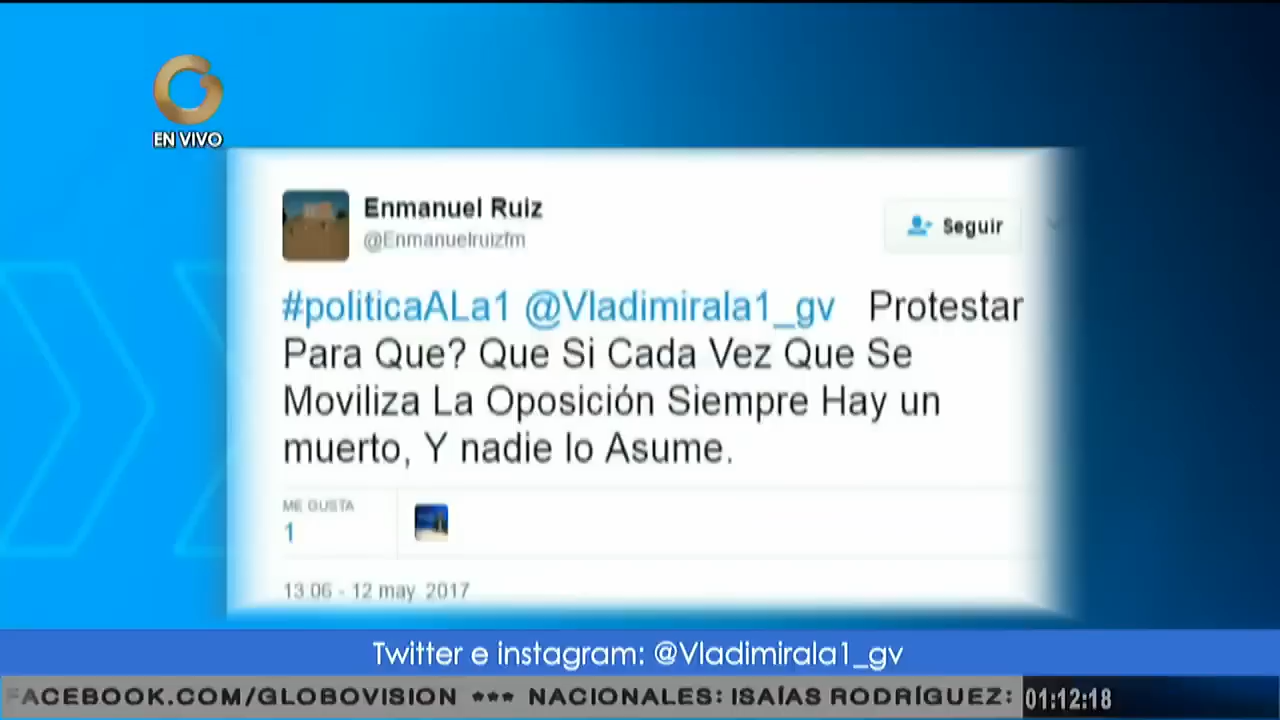 EN VIVO
Enmanuel Ruiz
@Enmanuelruizfm
Seguir
#politicaALa1 @Vladimirala1_gv Protestar
Para Que? Que Si Cada Vez Que Se
Moviliza La Oposición Siempre Hay un
muerto, Y nadie lo Asume.
ME GUSTA
1
13:06 - 12 may. 2017
Twitter e instagram: @Vladimirala1_gv
FACEBOOK.COM/GLOBOVISION *** NACIONALES: ISAÍAS RODRÍGUEZ:
01:12:18